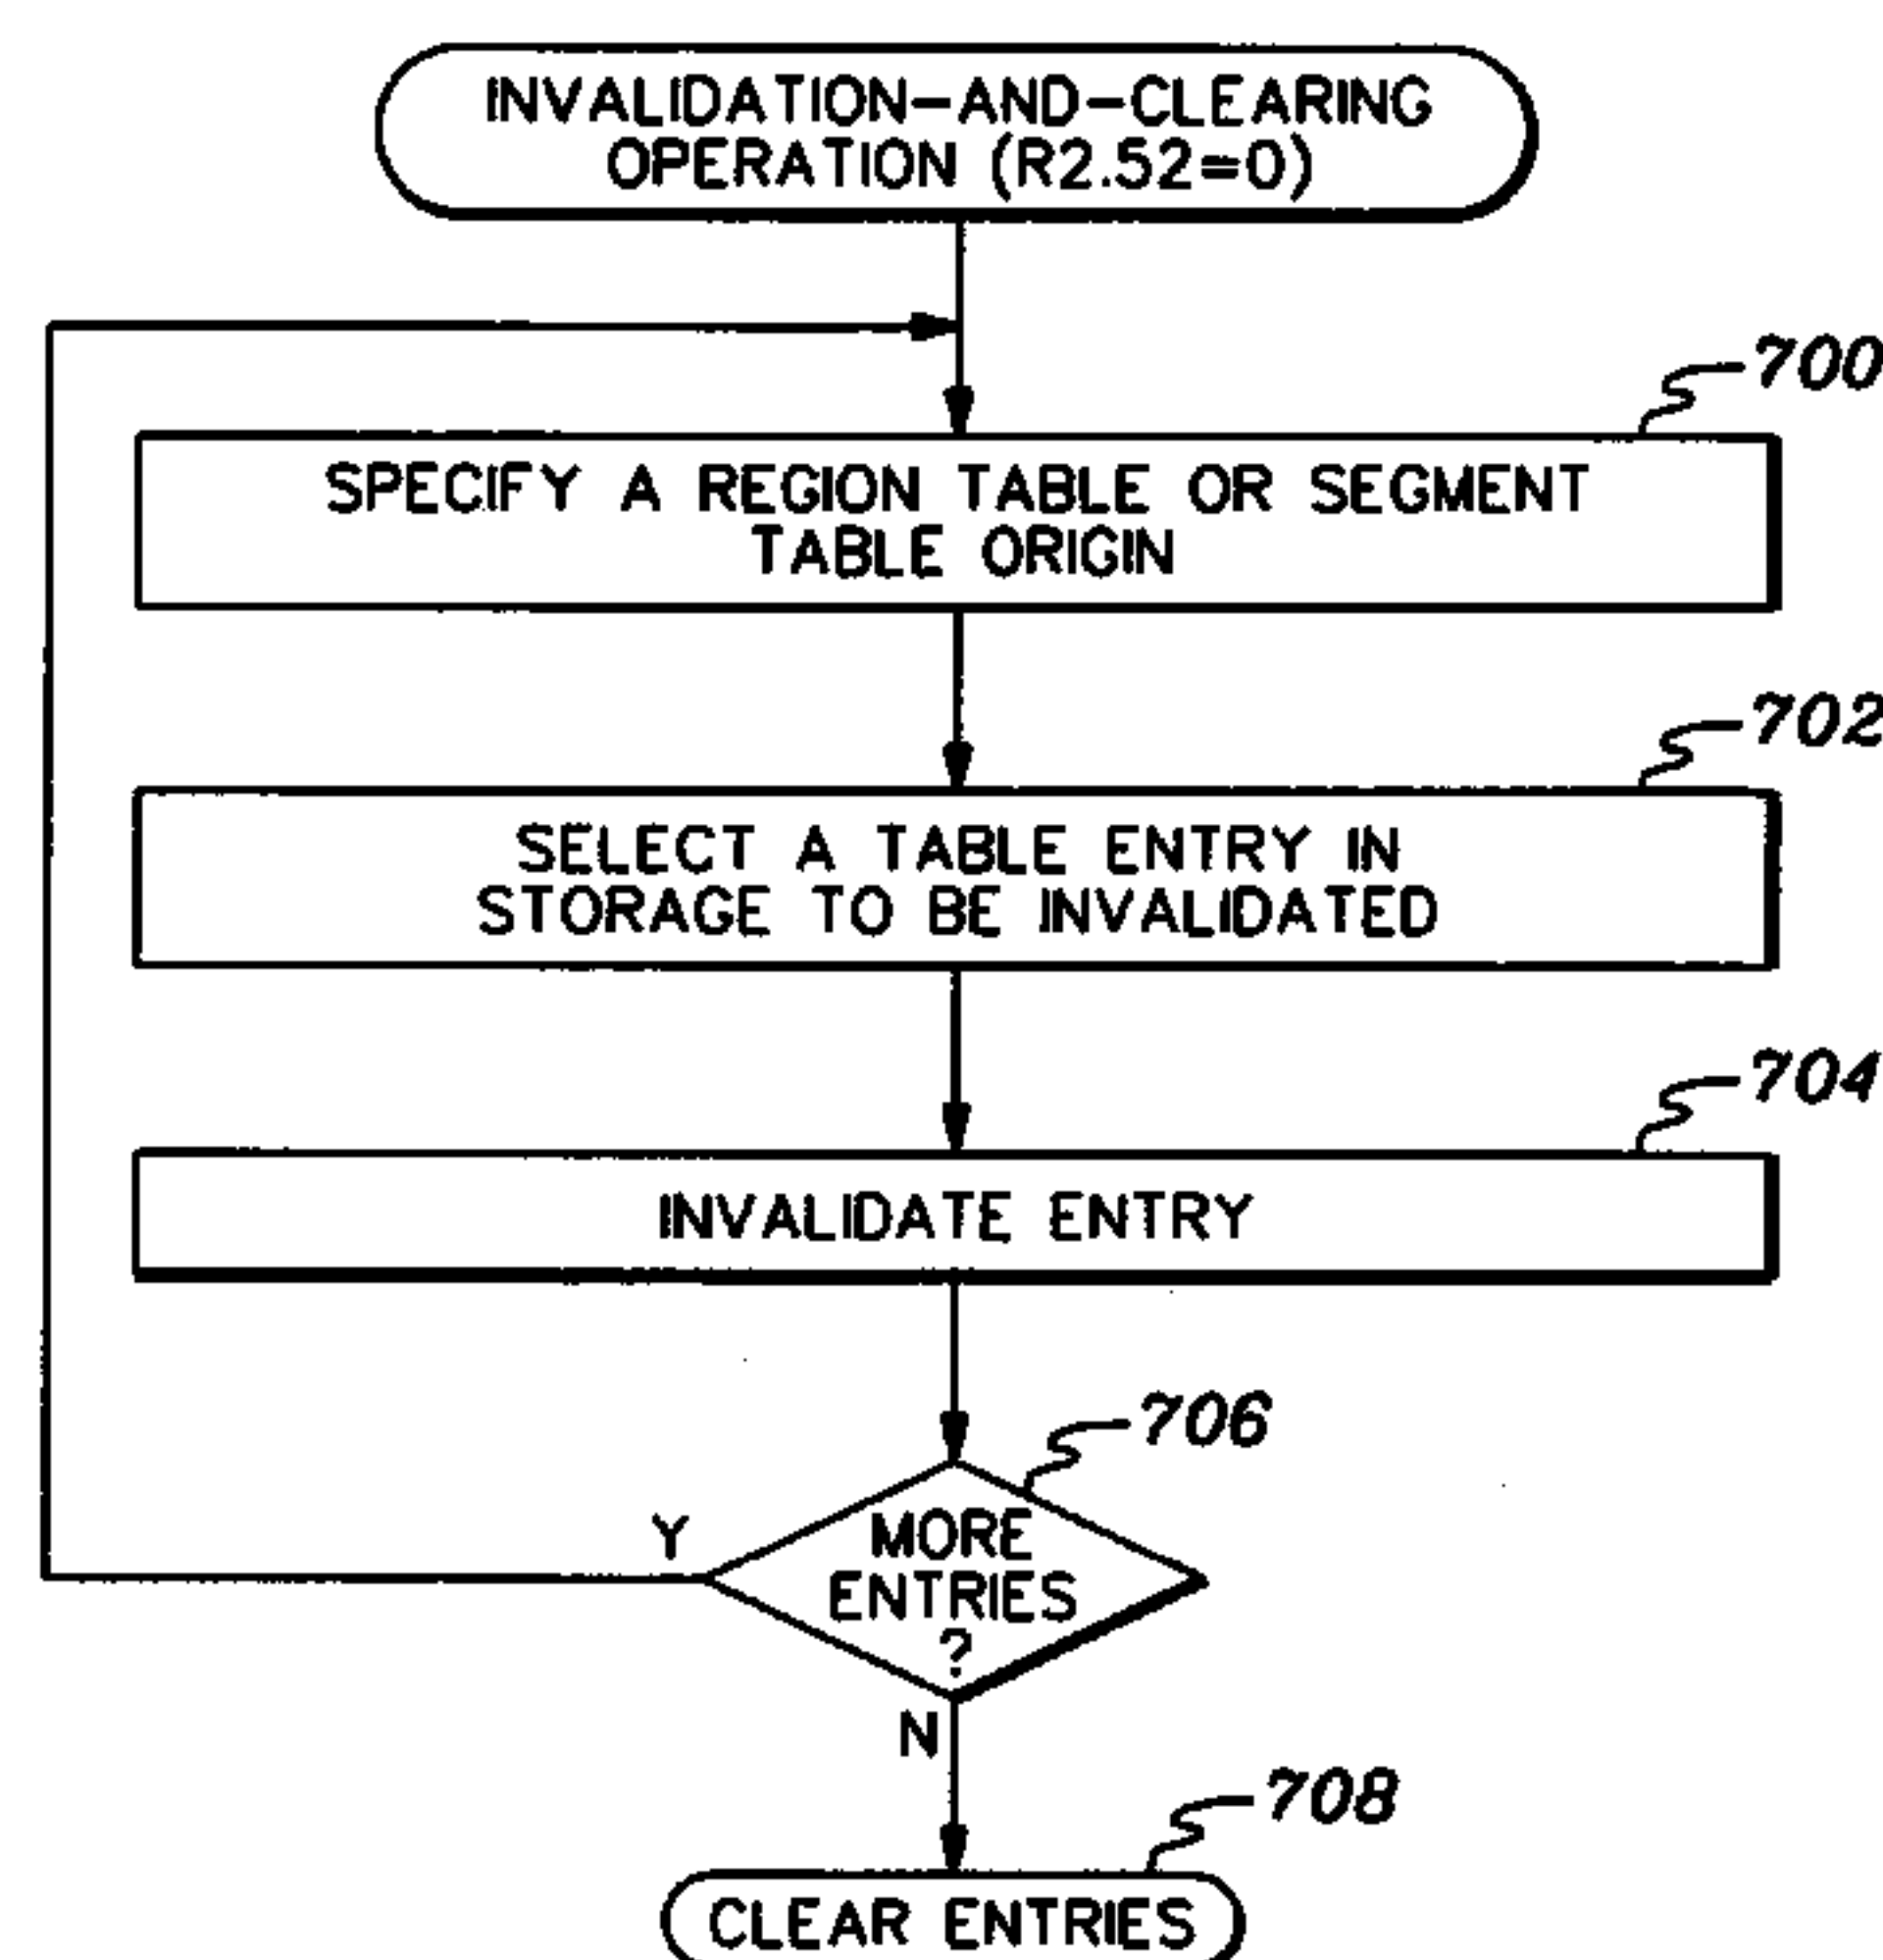 INVALIDATION-AND-CLEARING
OPERATION (R2.52=0)
700
SPECIFY A REGION TABLE OR SEGMENT
TABLE ORIGIN
702
SELECT A TABLE ENTRY IN
STORAGE TO BE INVALIDATED
704
INVALIDATE ENTRY
706
Y
MORE
ENTRIES
?
N
708
CLEAR ENTRIES